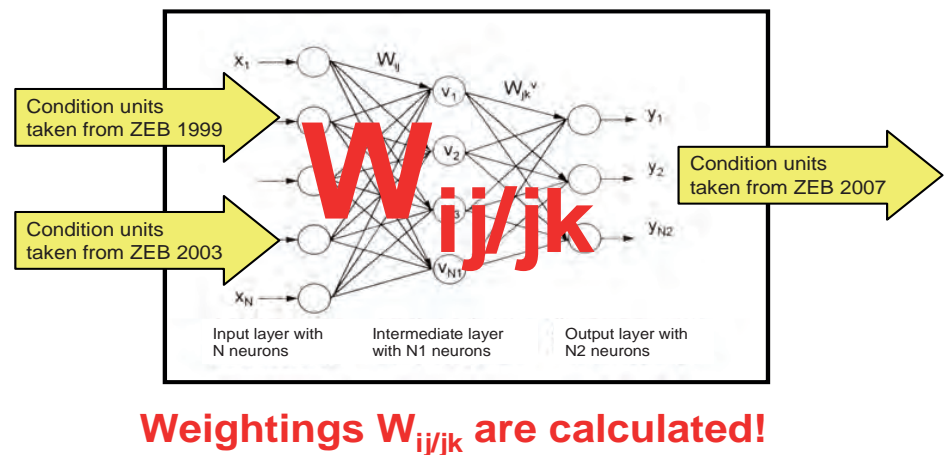 x1
Wij
Wjkv
v1
y1
Condition units
taken from ZEB 1999
v2
y2
Condition units
taken from ZEB 2007
Wij/jk
3
yN2
Condition units
taken from ZEB 2003
vN1
xN
Input layer with
N neurons
Intermediate layer
with N1 neurons
Output layer with
N2 neurons
Weightings Wij/jk are calculated!